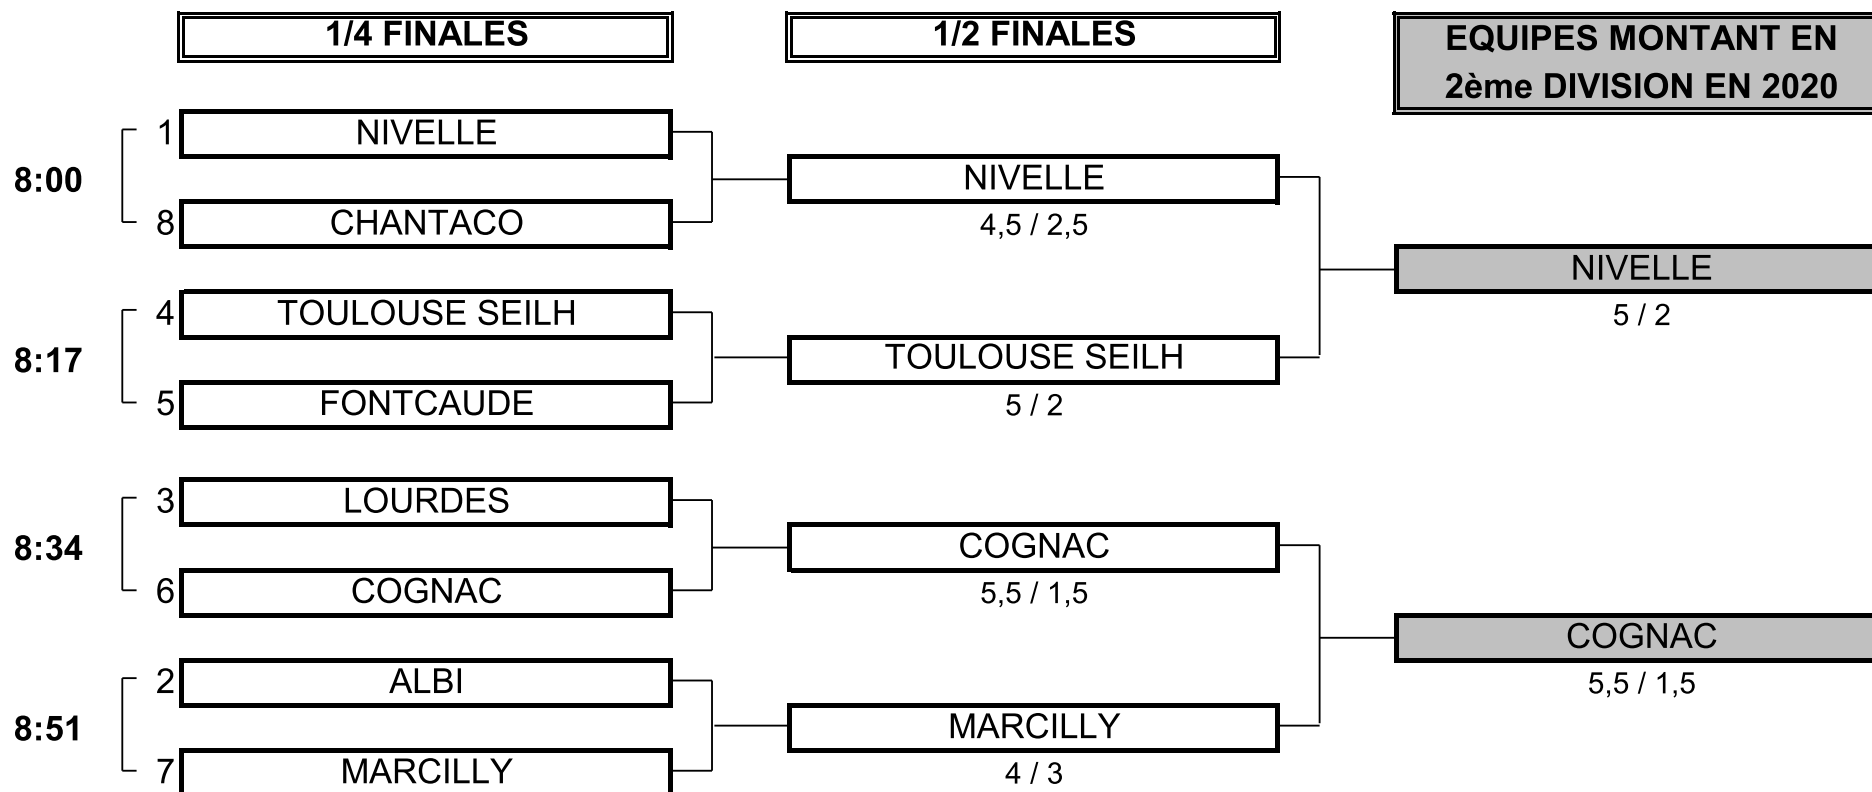 1/4 FINALES
1/2 FINALES
EQUIPES MONTANT EN
2ème DIVISION EN 2020
1 NIVELLE
8:00
NIVELLE
8 CHANTACO
4,5 / 2,5
NIVELLE
4 TOULOUSE SEILH
5 / 2
8:17
TOULOUSE SEILH
5 FONTCAUDE
5 / 2
3 LOURDES
8:34
COGNAC
6 COGNAC
5,5 / 1,5
COGNAC
2 ALBI
5,5 / 1,5
8:51
MARCILLY
7 MARCILLY
4 / 3